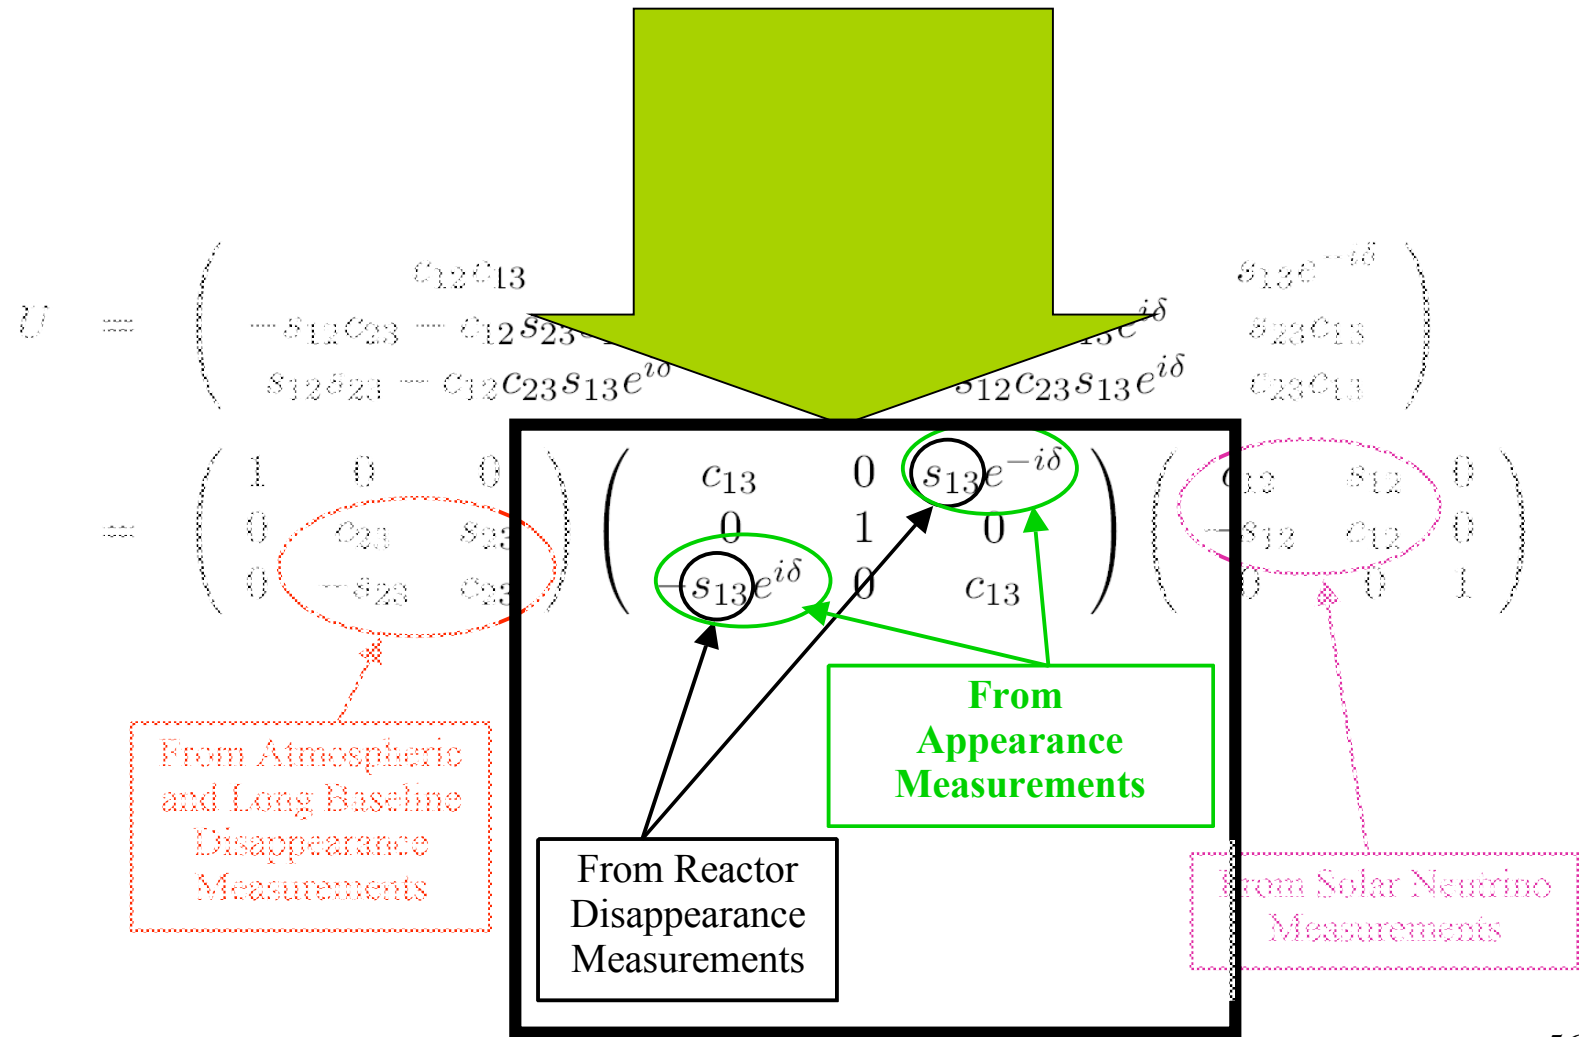 U = ( c₁₂c₁₃ s₁₃e^{-iδ} )
( -s₁₂c₂₃ - c₁₂s₂₃ ₁₃e^{iδ} s₂₃c₁₃ )
( s₁₂s₂₃ - c₁₂c₂₃s₁₃e^{iδ} s₁₂c₂₃s₁₃e^{iδ} c₂₃c₁₃ )
= ( 1 0 0 ) ( c₁₃ 0 s₁₃e^{-iδ} ) ( c₁₂ s₁₂ 0 )
( 0 c₂₃ s₂₃ ) ( 0 1 0 ) ( -s₁₂ c₁₂ 0 )
( 0 -s₂₃ c₂₃ ) ( -s₁₃e^{iδ} 0 c₁₃ ) ( 0 0 1 )
From
Appearance
Measurements
From Atmospheric
and Long Baseline
Disappearance
Measurements
From Reactor
Disappearance
Measurements
From Solar Neutrino
Measurements